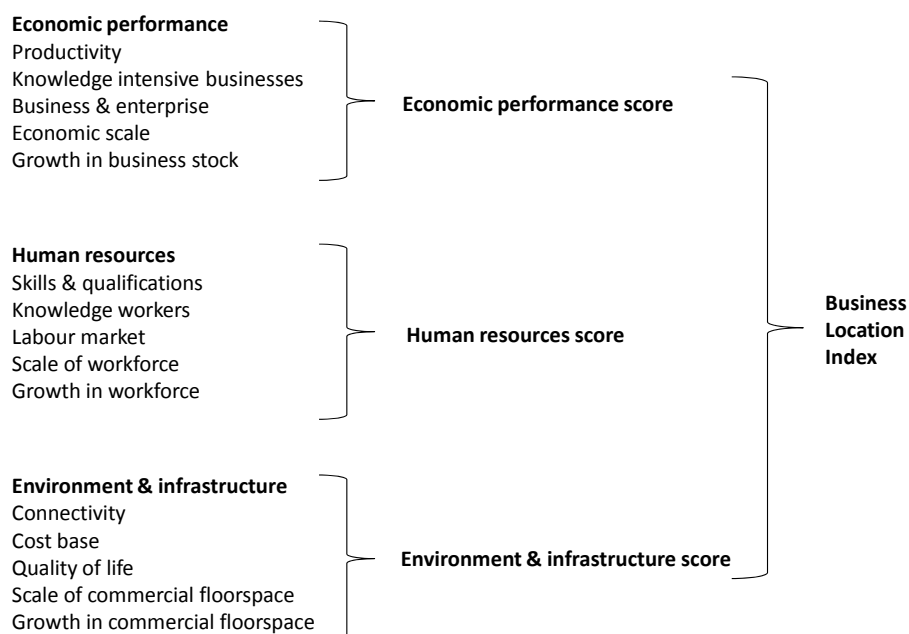 Economic performance
Productivity
Knowledge intensive businesses
Business & enterprise
Economic scale
Growth in business stock
Economic performance score
Human resources
Skills & qualifications
Knowledge workers
Labour market
Scale of workforce
Growth in workforce
Human resources score
Environment & infrastructure
Connectivity
Cost base
Quality of life
Scale of commercial floorspace
Growth in commercial floorspace
Environment & infrastructure score
Business
Location
Index